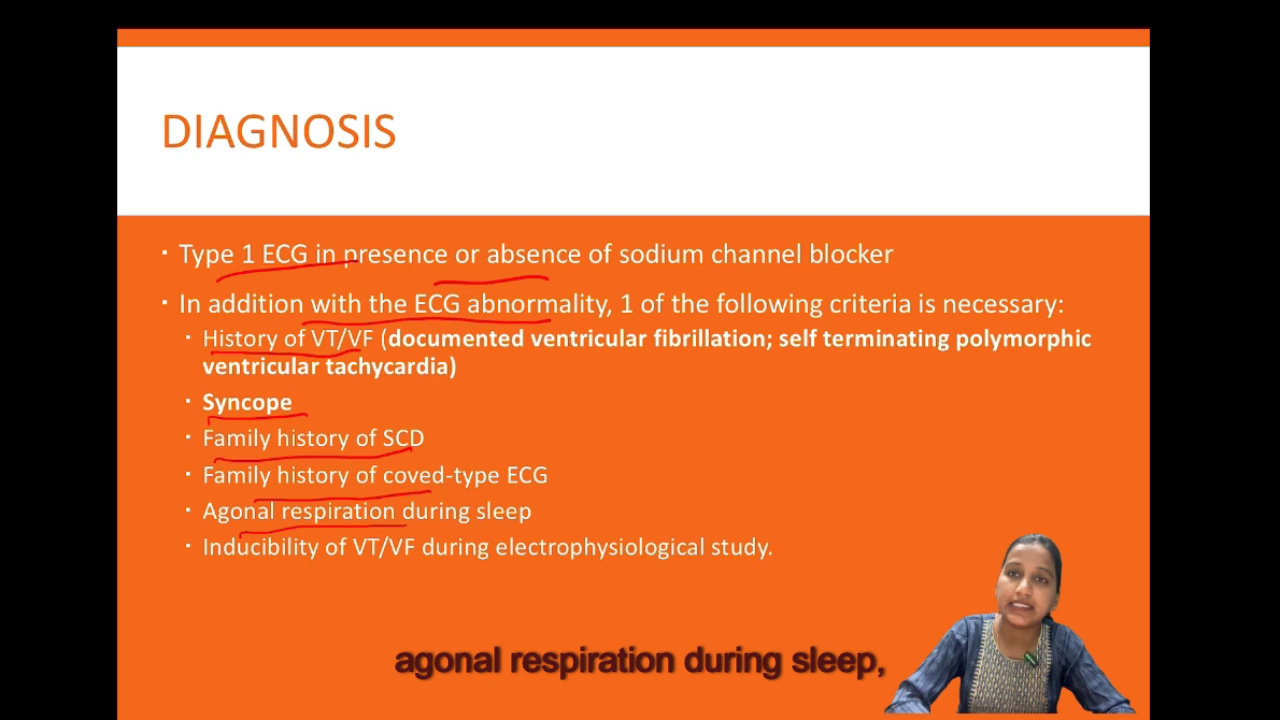 DIAGNOSIS
▪ Type 1 ECG in presence or absence of sodium channel blocker
▪ In addition with the ECG abnormality, 1 of the following criteria is necessary:
▪ History of VT/VF (documented ventricular fibrillation; self terminating polymorphic
ventricular tachycardia)
▪ Syncope
▪ Family history of SCD
▪ Family history of coved-type ECG
▪ Agonal respiration during sleep
▪ Inducibility of VT/VF during electrophysiological study.
agonal respiration during sleep,